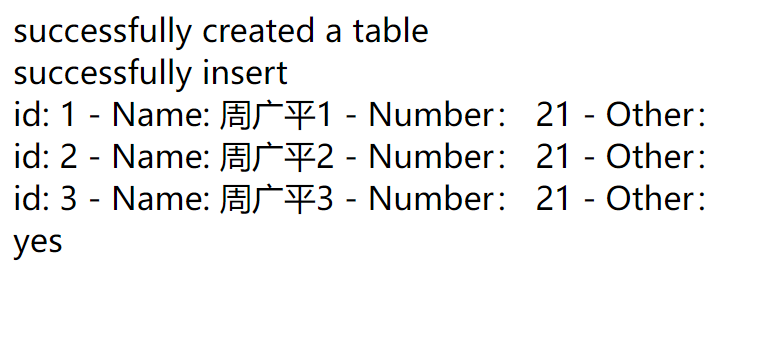 successfully created a table
successfully insert
id: 1 - Name: 周广平1 - Number： 21 - Other：
id: 2 - Name: 周广平2 - Number： 21 - Other：
id: 3 - Name: 周广平3 - Number： 21 - Other：
yes